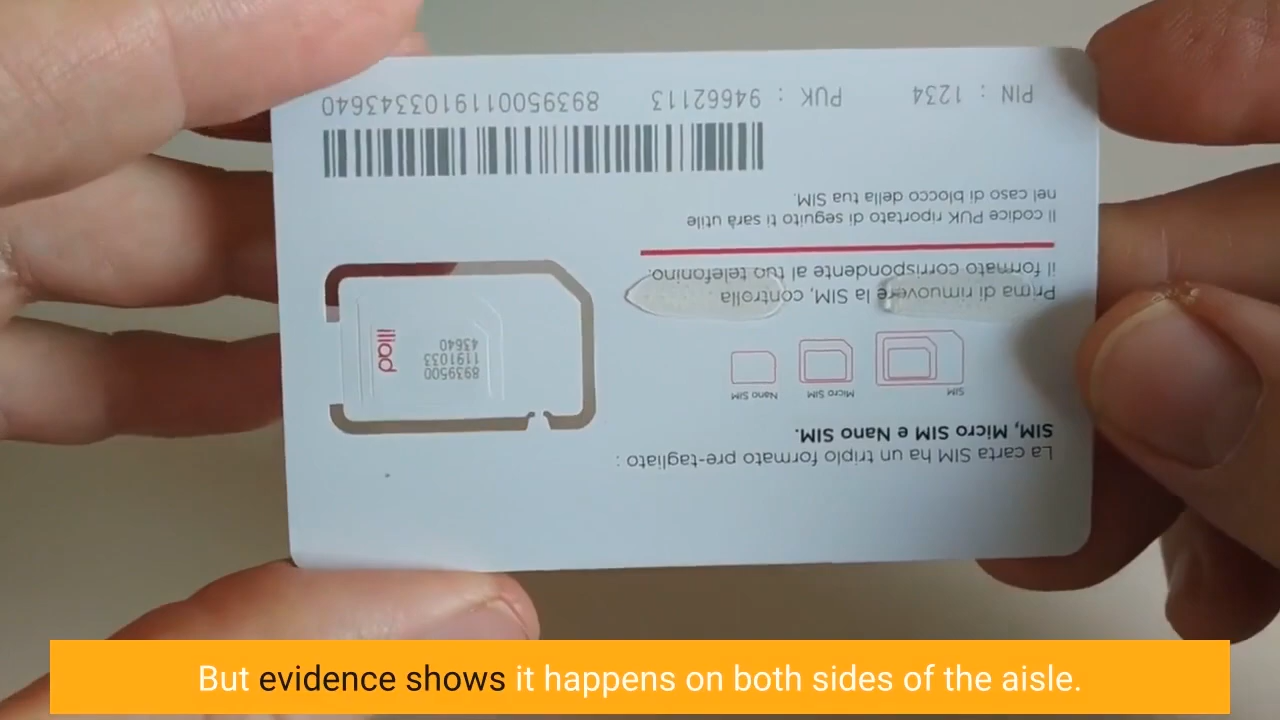 La carta SIM ha un triplo formato pre-tagliato :
SIM, Micro SIM e Nano SIM.
SIM
Micro SIM
Nano SIM
Prima di rimuovere la SIM, controlla
il formato corrispondente al tuo telefonino.
Il codice PUK riportato di seguito ti sarà utile
nel caso di blocco della tua SIM.
PIN : 1234 PUK : 94662113 8939500119103343640
8939500
1191033
43640
iliad
But evidence shows it happens on both sides of the aisle.